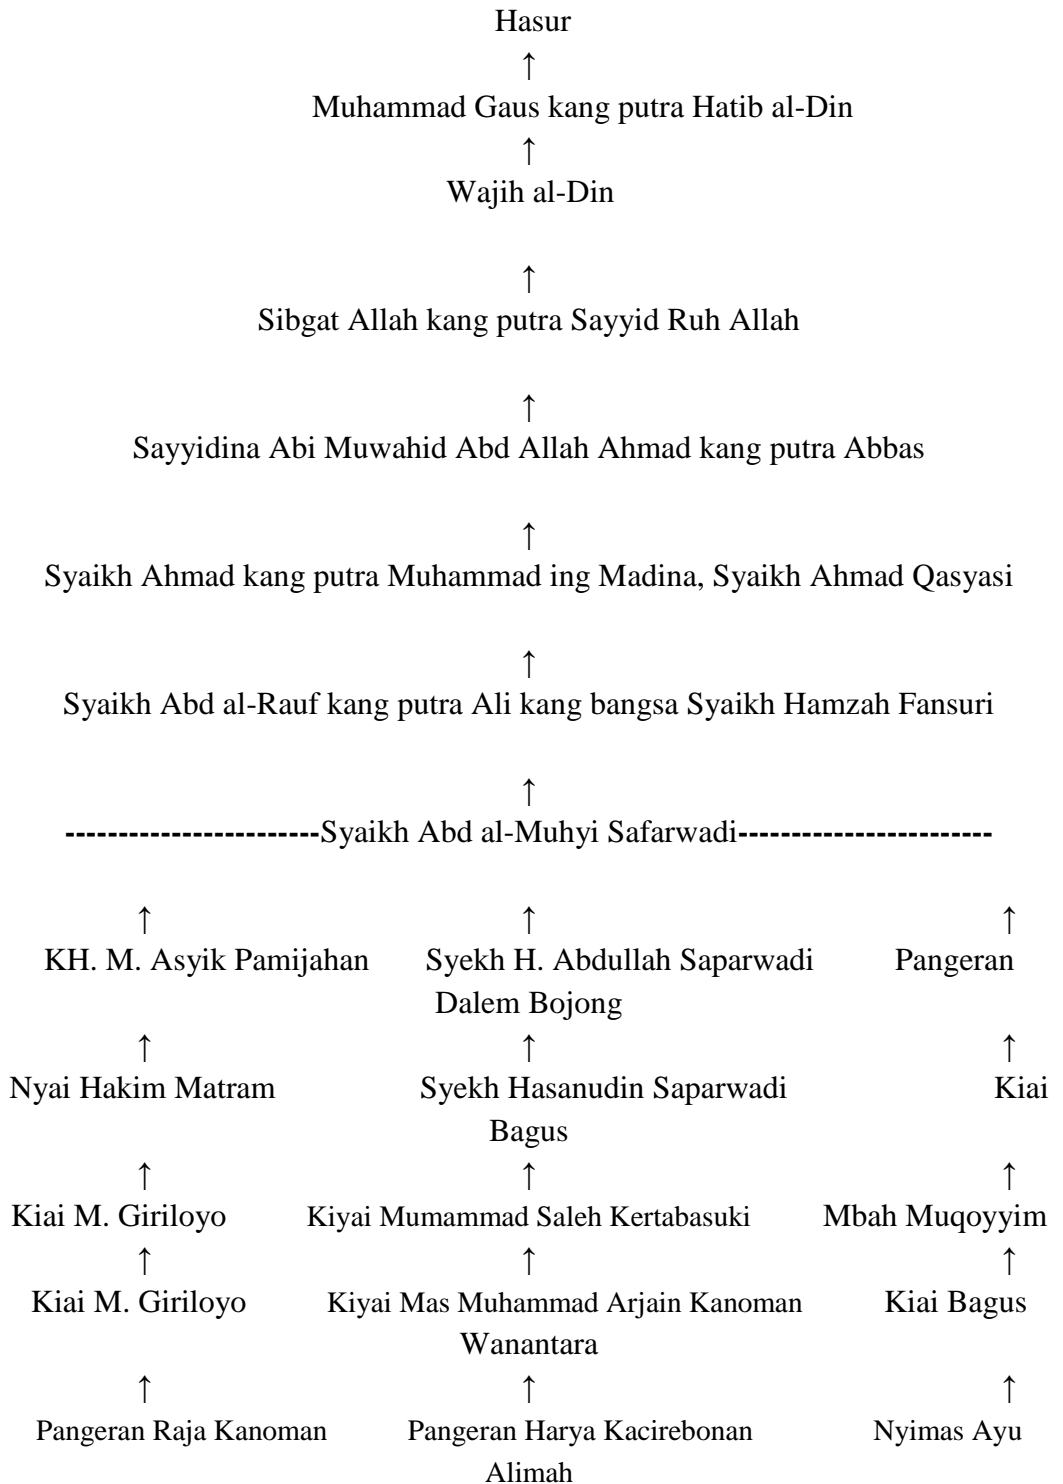 Hasur
↑
Muhammad Gaus kang putra Hatib al-Din
↑
Wajih al-Din
↑
Sibgat Allah kang putra Sayyid Ruh Allah
↑
Sayyidina Abi Muwahid Abd Allah Ahmad kang putra Abbas
↑
Syaikh Ahmad kang putra Muhammad ing Madina, Syaikh Ahmad Qasyasi
↑
Syaikh Abd al-Rauf kang putra Ali kang bangsa Syaikh Hamzah Fansuri
↑
------------------------Syaikh Abd al-Muhyi Safarwadi------------------------
↑ ↑ ↑
KH. M. Asyik Pamijahan Syekh H. Abdullah Saparwadi Pangeran
Dalem Bojong
↑ ↑ ↑
Nyai Hakim Matram Syekh Hasanudin Saparwadi Kiai
Bagus
↑ ↑ ↑
Kiai M. Giriloyo Kiyai Mumammad Saleh Kertabasuki Mbah Muqoyyim
↑ ↑ ↑
Kiai M. Giriloyo Kiyai Mas Muhammad Arjain Kanoman Kiai Bagus
Wanantara
↑ ↑ ↑
Pangeran Raja Kanoman Pangeran Harya Kacirebonan Nyimas Ayu
Alimah